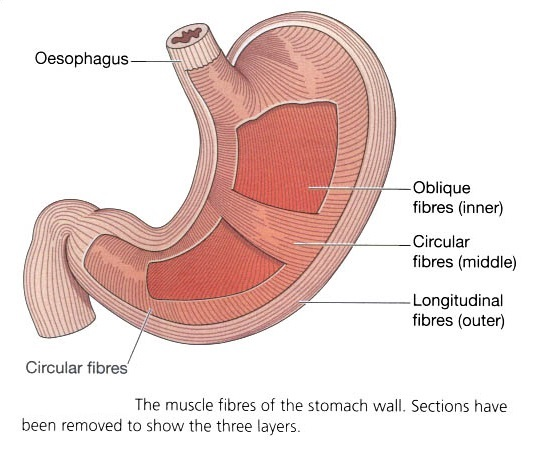 Oesophagus
Oblique
fibres (inner)
Circular
fibres (middle)
Longitudinal
fibres (outer)
Circular fibres
The muscle fibres of the stomach wall. Sections have
been removed to show the three layers.